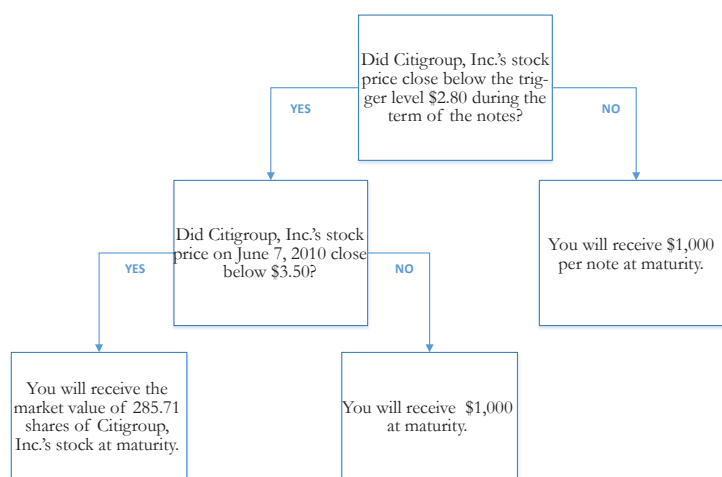 Did Citigroup, Inc.'s stock
price close below the trig-
ger level $2.80 during the
term of the notes?
YES
NO
Did Citigroup, Inc.'s stock
price on June 7, 2010 close
below $3.50?
You will receive $1,000
per note at maturity.
YES
NO
You will receive the
market value of 285.71
shares of Citigroup,
Inc.'s stock at maturity.
You will receive $1,000
at maturity.